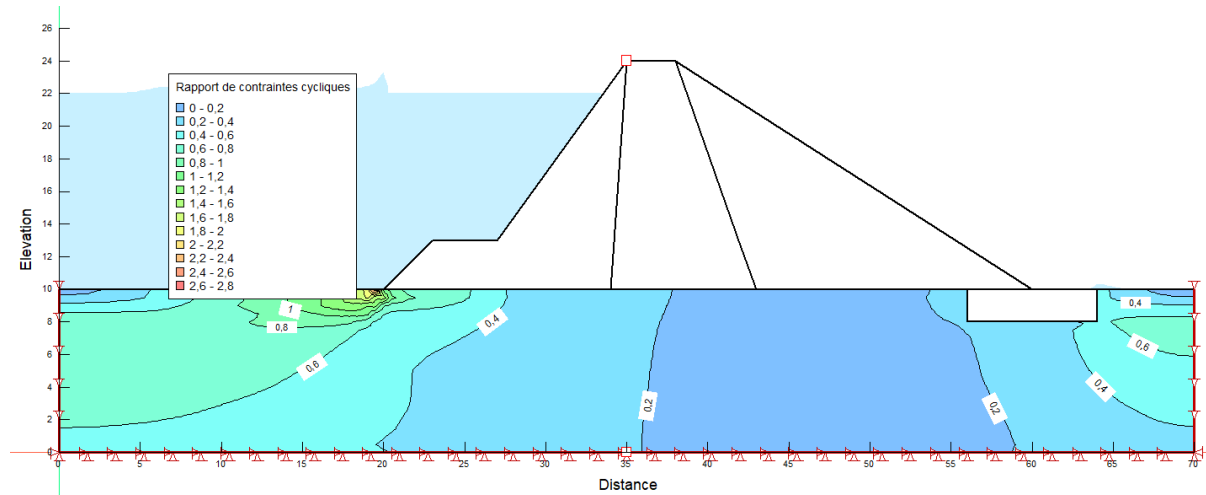 26
24
22
20
18
16
14
12
10
8
6
4
2
0
Elevation
Rapport de contraintes cycliques
0 - 0,2
0,2 - 0,4
0,4 - 0,6
0,6 - 0,8
0,8 - 1
1 - 1,2
1,2 - 1,4
1,4 - 1,6
1,6 - 1,8
1,8 - 2
2 - 2,2
2,2 - 2,4
2,4 - 2,6
2,6 - 2,8
1
0,8
0,6
0,4
0,2
0,2
0,4
0,6
0,4
0 5 10 15 20 25 30 35 40 45 50 55 60 65 70
Distance